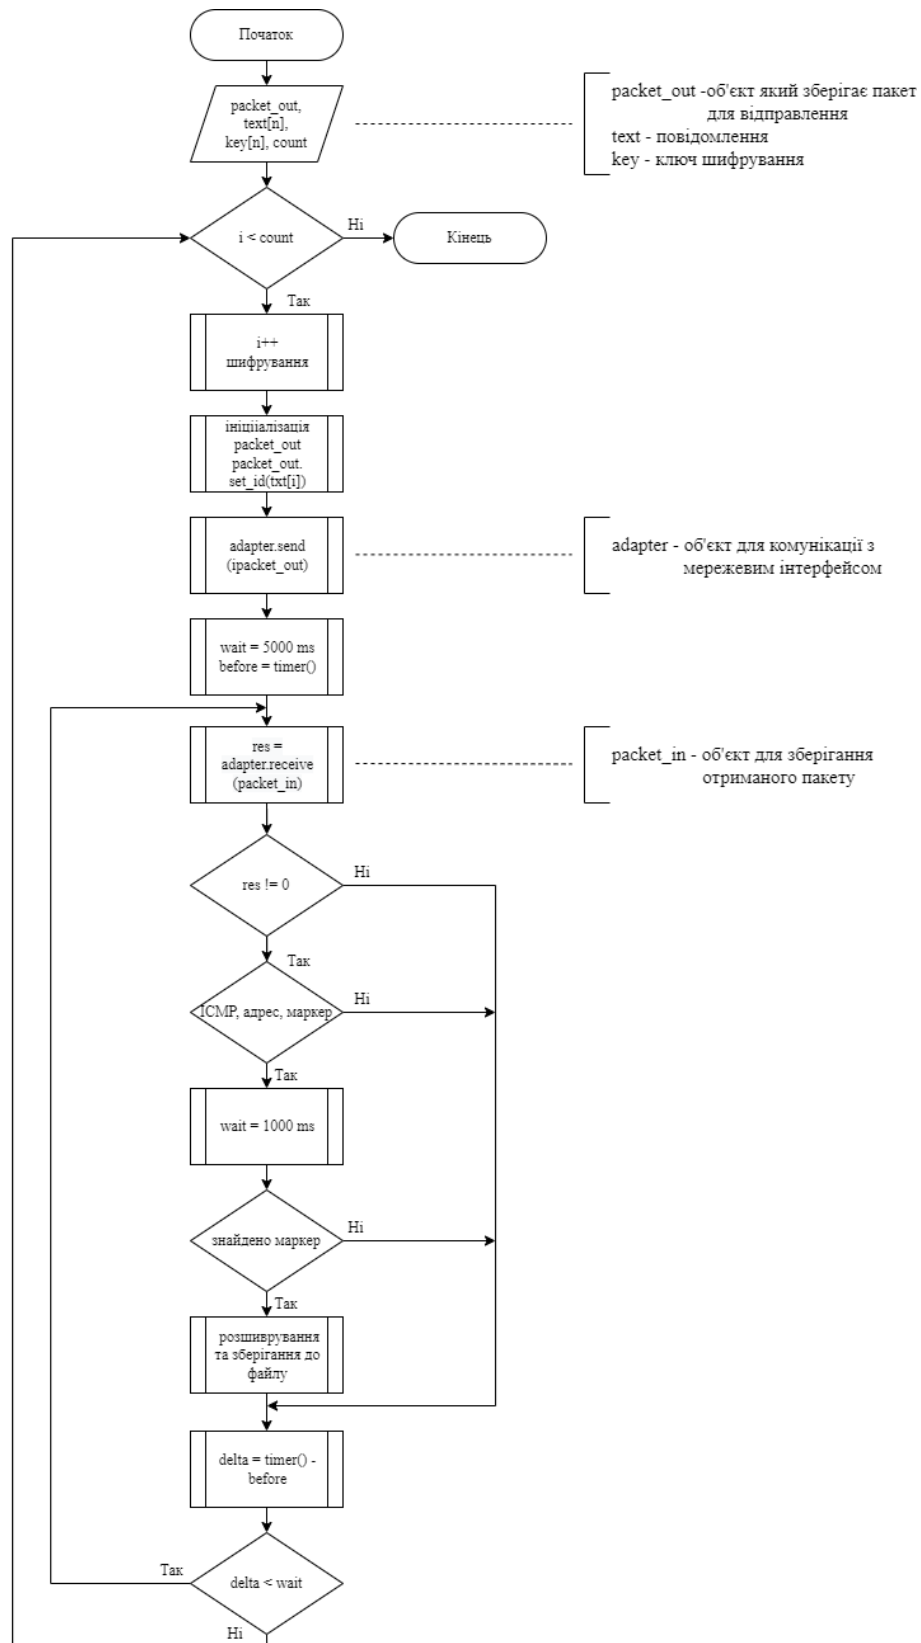 Початок
packet_out,
text[n],
key[n], count
packet_out -об'єкт який зберігає пакет
для відправлення
text - повідомлення
key - ключ шифрування
i < count
Ні
Кінець
Так
i++
шифрування
ініціалізація
packet_out
packet_out.
set_id(txt[i])
adapter.send
(ipacket_out)
adapter - об'єкт для комунікації з
мережевим інтерфейсом
wait = 5000 ms
before = timer()
res =
adapter.receive
(packet_in)
packet_in - об'єкт для зберігання
отриманого пакету
res != 0
Ні
Так
ICMP, адрес, маркер
Ні
Так
wait = 1000 ms
знайдено маркер
Ні
Так
розшиврування
та зберігання до
файлу
delta = timer() -
before
Так
delta < wait
Ні